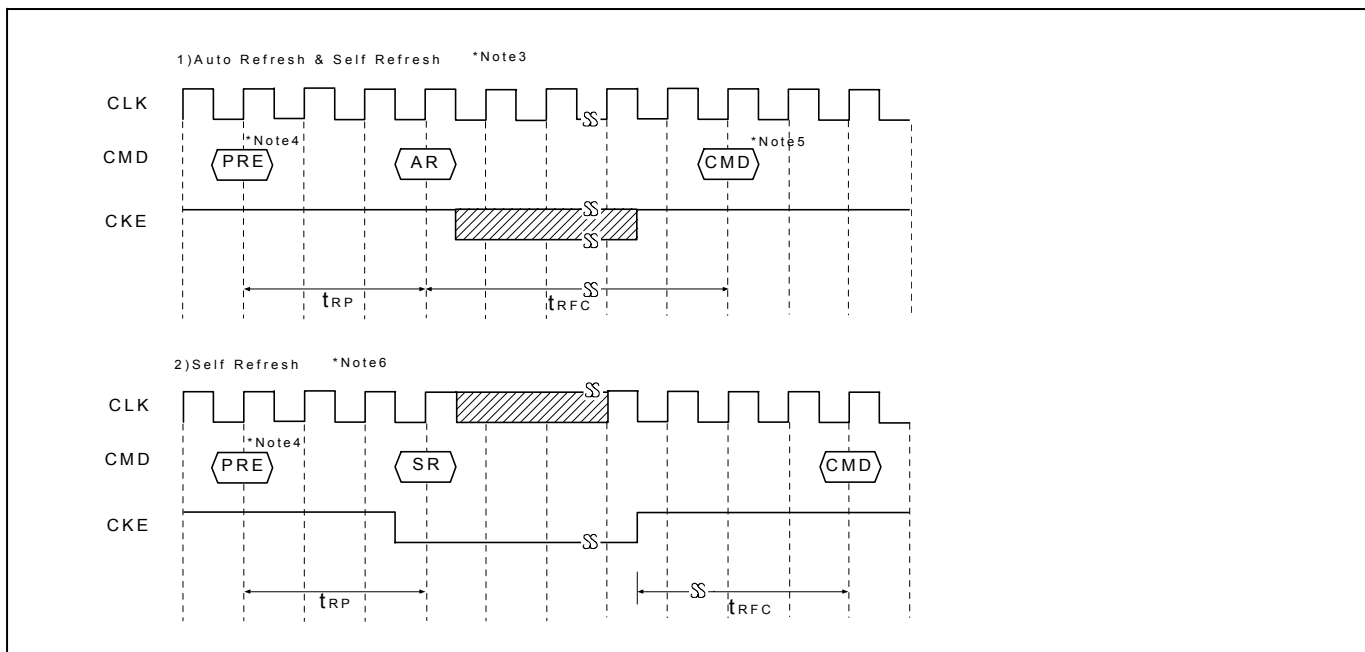 1)Auto Refresh & Self Refresh *Note3
CLK
CMD PRE *Note4 AR CMD *Note5
CKE
tRP tRFC
2)Self Refresh *Note6
CLK
CMD PRE *Note4 SR CMD
CKE
tRP tRFC